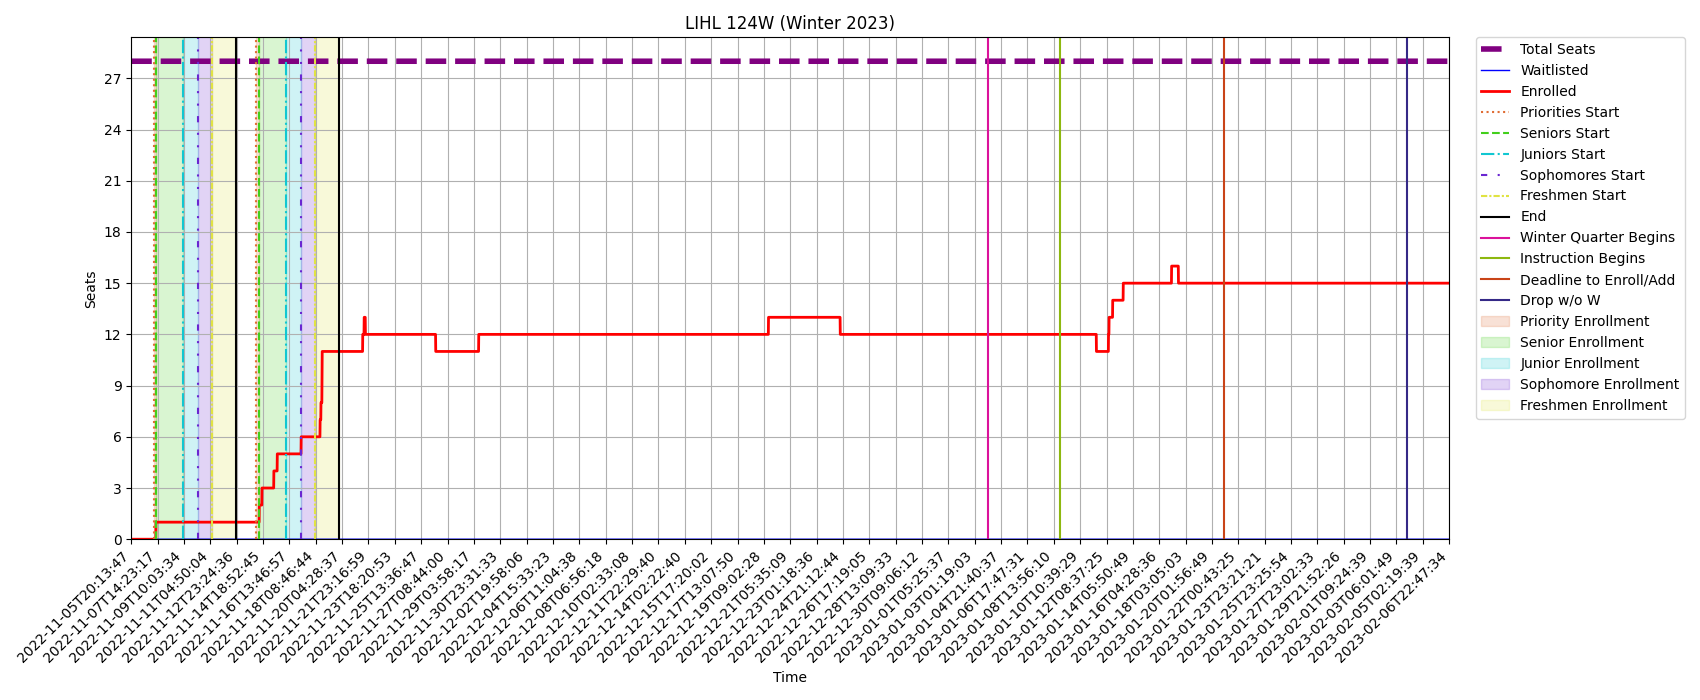 LIHL 124W (Winter 2023)
Seats
27
24
21
18
15
12
9
6
3
0
2022-11-05T20:13:47
2022-11-07T14:23:17
2022-11-09T10:03:34
2022-11-11T04:50:04
2022-11-12T23:24:36
2022-11-14T18:52:45
2022-11-16T13:46:57
2022-11-18T08:46:44
2022-11-20T04:28:37
2022-11-21T23:16:59
2022-11-23T18:20:53
2022-11-25T13:36:47
2022-11-27T08:44:00
2022-11-29T03:58:17
2022-11-30T23:31:33
2022-12-02T19:58:06
2022-12-04T15:33:23
2022-12-06T11:04:38
2022-12-08T06:56:18
2022-12-10T02:33:08
2022-12-11T22:29:40
2022-12-14T02:22:40
2022-12-15T17:20:02
2022-12-17T13:07:50
2022-12-19T09:02:28
2022-12-21T05:35:09
2022-12-23T01:18:36
2022-12-24T21:12:44
2022-12-26T17:19:05
2022-12-28T13:09:33
2022-12-30T09:06:12
2023-01-01T05:25:37
2023-01-03T01:19:03
2023-01-04T21:40:37
2023-01-06T17:47:31
2023-01-08T13:56:10
2023-01-10T10:39:29
2023-01-12T08:37:25
2023-01-14T05:50:49
2023-01-16T04:28:36
2023-01-18T03:05:03
2023-01-20T01:56:49
2023-01-22T00:43:25
2023-01-23T23:21:21
2023-01-25T23:25:54
2023-01-27T23:02:33
2023-01-29T21:52:26
2023-02-01T09:24:39
2023-02-03T06:01:49
2023-02-05T02:19:39
2023-02-06T22:47:34
Time
Total Seats
Waitlisted
Enrolled
Priorities Start
Seniors Start
Juniors Start
Sophomores Start
Freshmen Start
End
Winter Quarter Begins
Instruction Begins
Deadline to Enroll/Add
Drop w/o W
Priority Enrollment
Senior Enrollment
Junior Enrollment
Sophomore Enrollment
Freshmen Enrollment